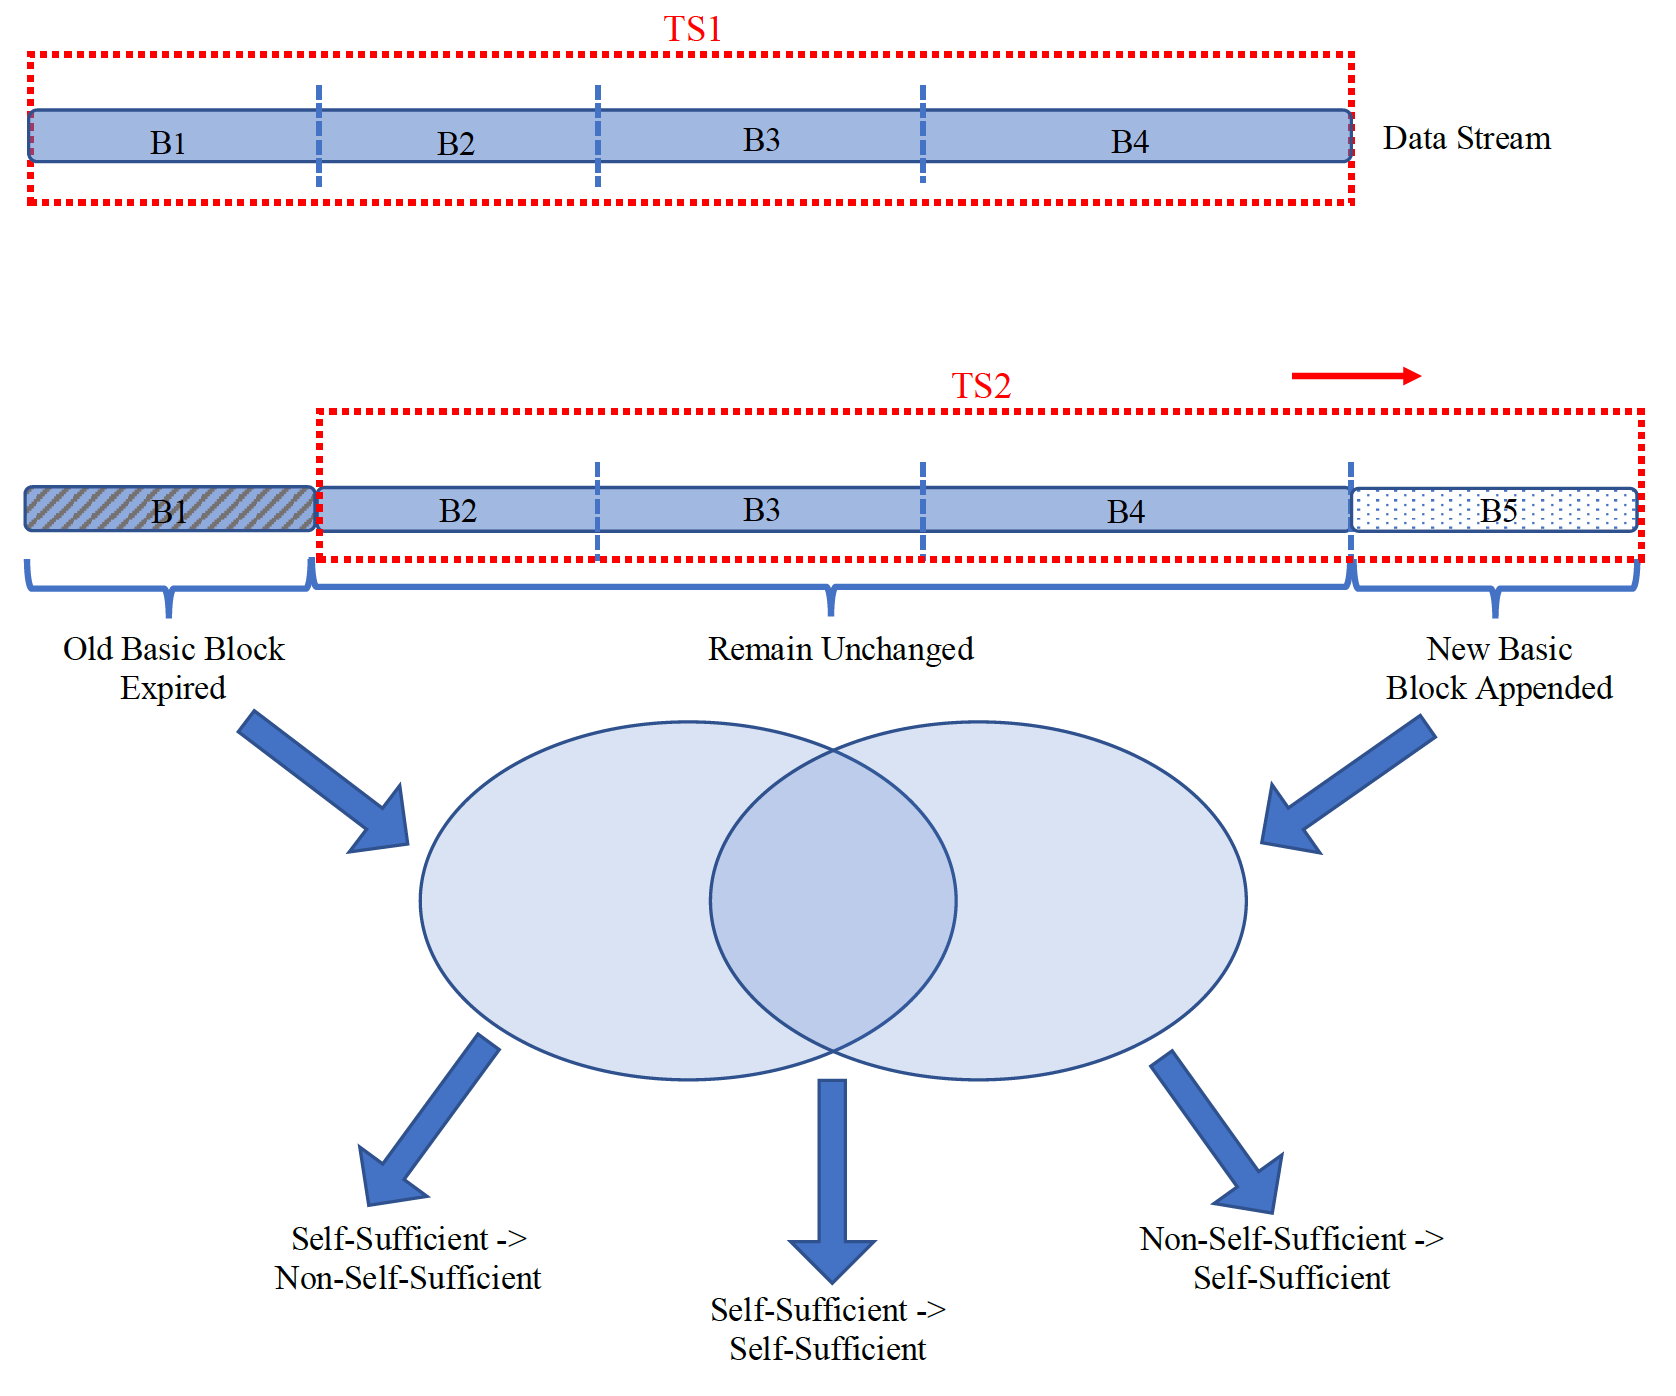 TS1
B1
B2
B3
B4
Data Stream
TS2
B1
B2
B3
B4
B5
Old Basic Block
Expired
Remain Unchanged
New Basic
Block Appended
Self-Sufficient ->
Non-Self-Sufficient
Self-Sufficient ->
Self-Sufficient
Non-Self-Sufficient ->
Self-Sufficient